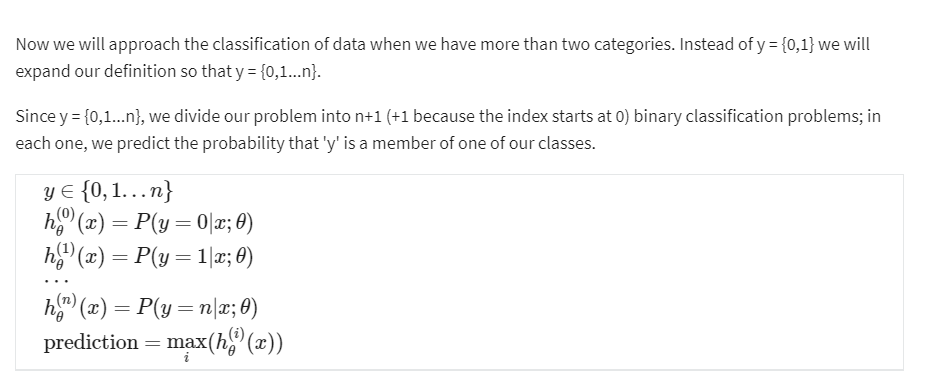 Now we will approach the classification of data when we have more than two categories. Instead of y = {0,1} we will
expand our definition so that y = {0,1...n}.
Since y = {0,1...n}, we divide our problem into n+1 (+1 because the index starts at 0) binary classification problems; in
each one, we predict the probability that 'y' is a member of one of our classes.
y ∈ {0, 1...n}
h_θ^(0)(x) = P(y = 0|x; θ)
h_θ^(1)(x) = P(y = 1|x; θ)
...
h_θ^(n)(x) = P(y = n|x; θ)
prediction = max_i(h_θ^(i)(x))